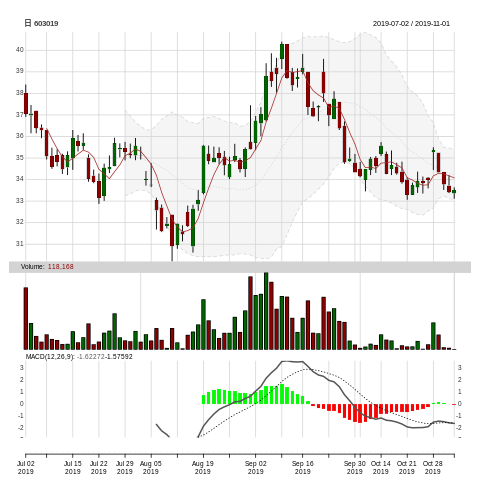 日 603019
2019-07-02 / 2019-11-01
40
39
38
37
36
35
34
33
32
31
Volume: 118,168
MACD(12,26,9): -1.62272-1.57592
3 3
2 2
1 1
0 0
-1 -1
-2 -2
Jul 02 Jul 15 Jul 22 Jul 29 Aug 05 Aug 19 Sep 02 Sep 16 Sep 30 Oct 14 Oct 21 Oct 28
2019 2019 2019 2019 2019 2019 2019 2019 2019 2019 2019 2019